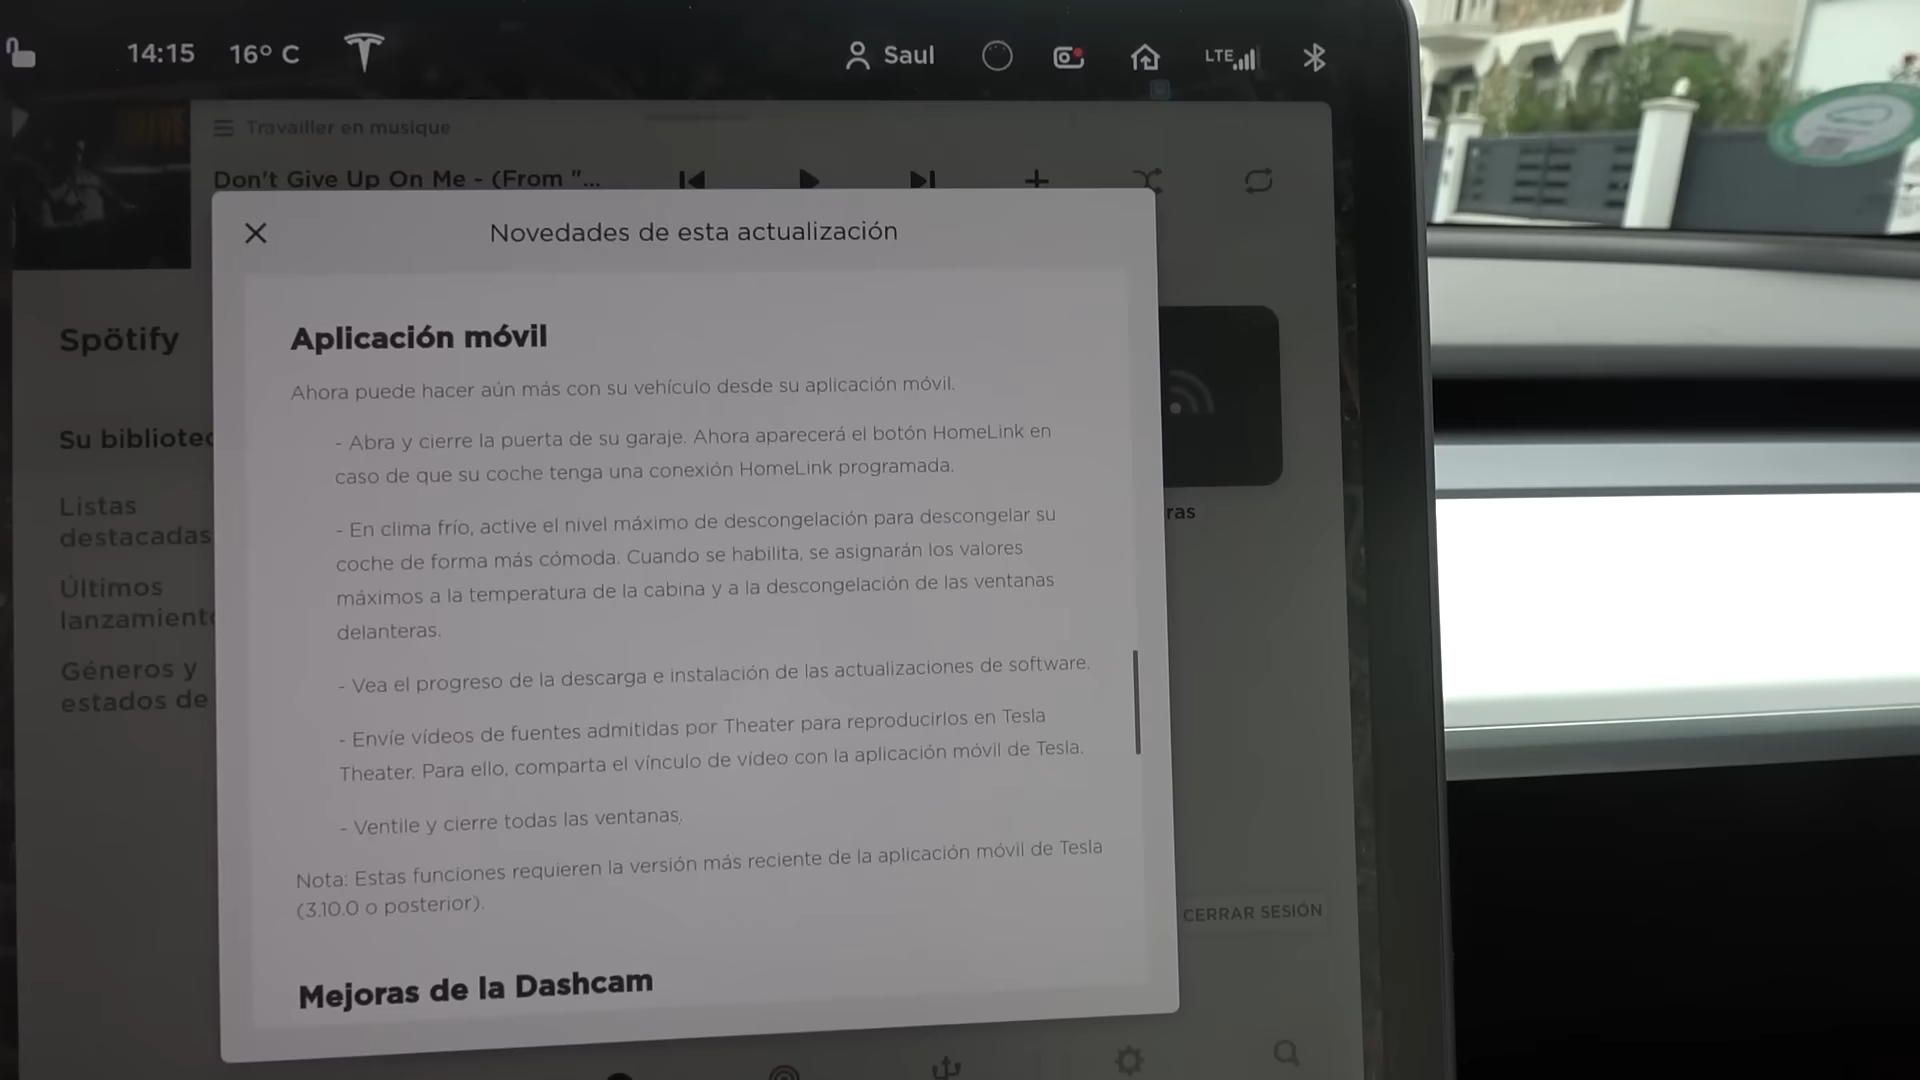 14:15 16° C Saul LTE
Travailler en musique
Don't Give Up On Me - (From "...
Novedades de esta actualización
Spötify
Listas
destacadas
Últimos
Géneros y
estados de
Aplicación móvil
Ahora puede hacer aún más con su vehículo desde su aplicación móvil.
- Abra y cierre la puerta de su garaje. Ahora aparecerá el botón HomeLink en
caso de que su coche tenga una conexión HomeLink programada.
- En clima frío, active el nivel máximo de descongelación para descongelar su
coche de forma más cómoda. Cuando se habilita, se asignarán los valores
máximos a la temperatura de la cabina y a la descongelación de las ventanas
delanteras.
- Vea el progreso de la descarga e instalación de las actualizaciones de software.
- Envíe vídeos de fuentes admitidas por Theater para reproducirlos en Tesla
Theater. Para ello, comparta el vínculo de vídeo con la aplicación móvil de Tesla.
- Ventile y cierre todas las ventanas.
Nota: Estas funciones requieren la versión más reciente de la aplicación móvil de Tesla
(3.10.0 o posterior).
Mejoras de la Dashcam
Su
ras
CERRAR SESIÓN